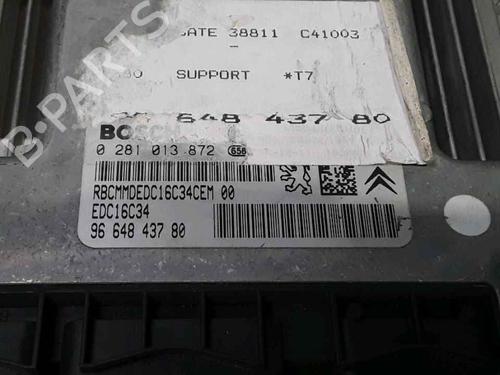 GATE 38811 C41003
SUPPORT *T7
648 437 80
BOSCH
0 281 013 872 656
RBCMMDEDC16C34CEM 00
EDC16C34
96 648 437 80
B-PARTS